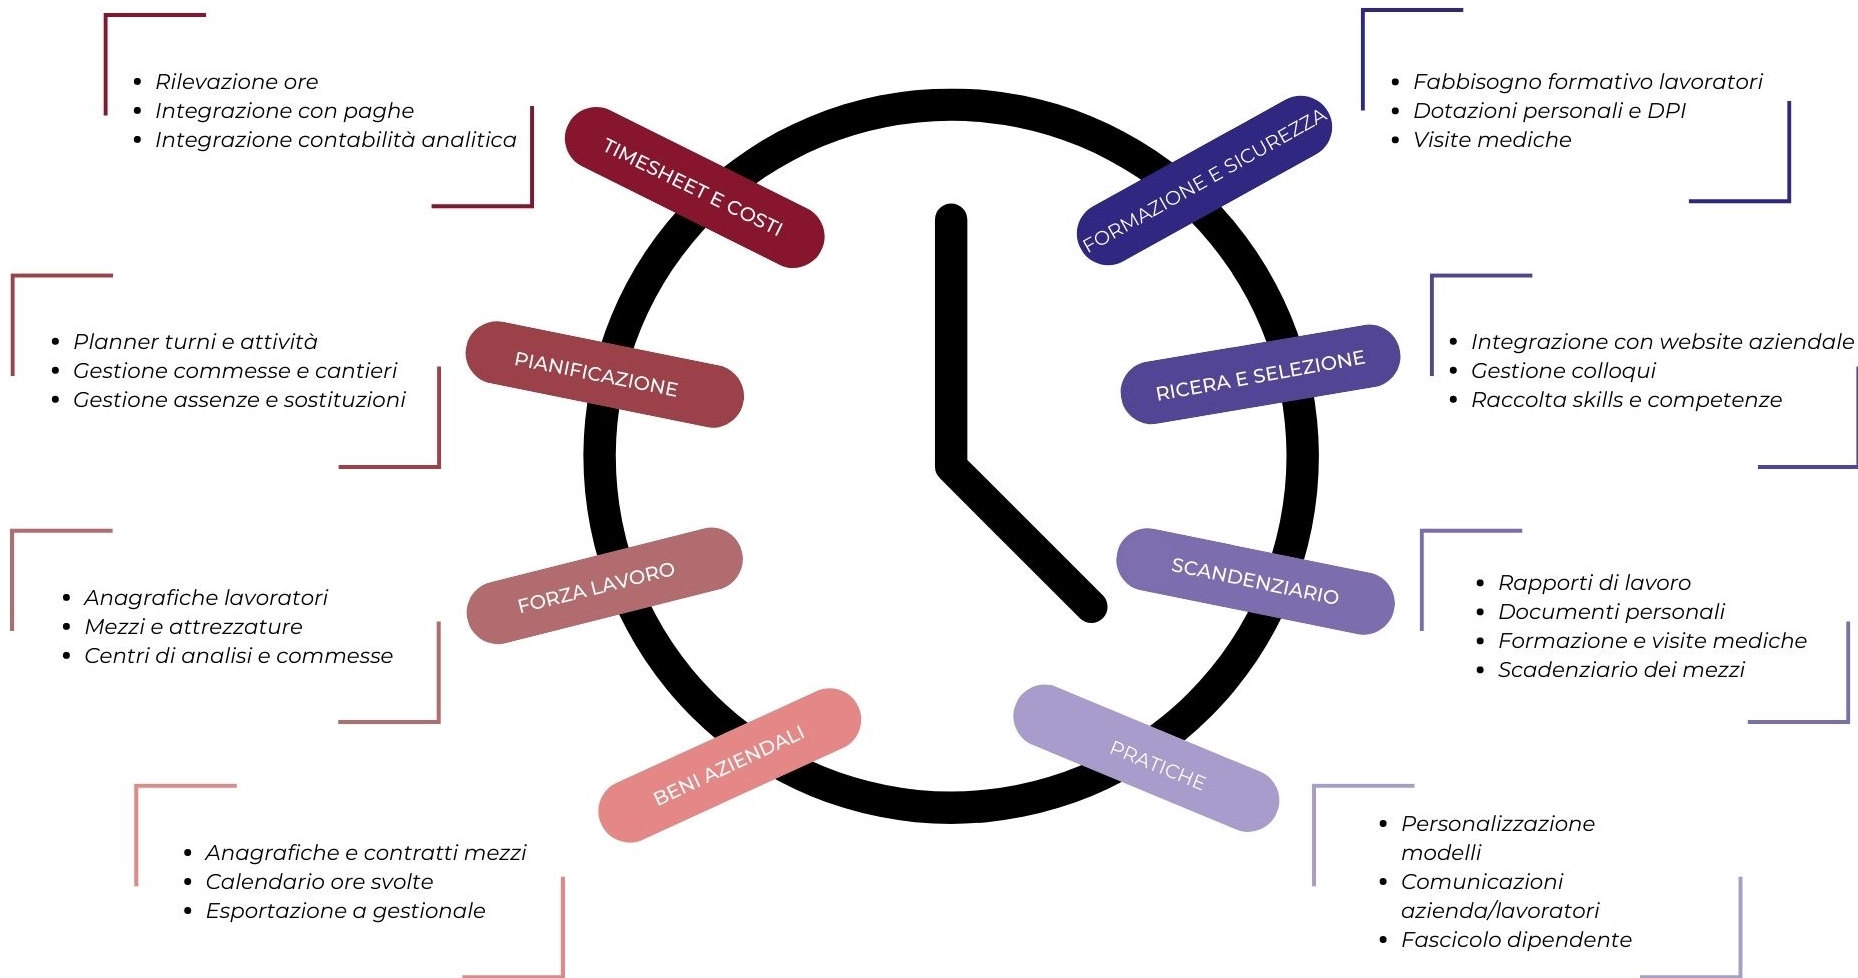 • Rilevazione ore
• Integrazione con paghe
• Integrazione contabilità analitica
TIMESHEET E COSTI
• Planner turni e attività
• Gestione commesse e cantieri
• Gestione assenze e sostituzioni
PIANIFICAZIONE
• Anagrafiche lavoratori
• Mezzi e attrezzature
• Centri di analisi e commesse
FORZA LAVORO
• Anagrafiche e contratti mezzi
• Calendario ore svolte
• Esportazione a gestionale
BENI AZIENDALI
FORMAZIONE E SICUREZZA
• Fabbisogno formativo lavoratori
• Dotazioni personali e DPI
• Visite mediche
RICERA E SELEZIONE
• Integrazione con website aziendale
• Gestione colloqui
• Raccolta skills e competenze
SCANDENZIARIO
• Rapporti di lavoro
• Documenti personali
• Formazione e visite mediche
• Scadenziario dei mezzi
PRATICHE
• Personalizzazione
modelli
• Comunicazioni
azienda/lavoratori
• Fascicolo dipendente